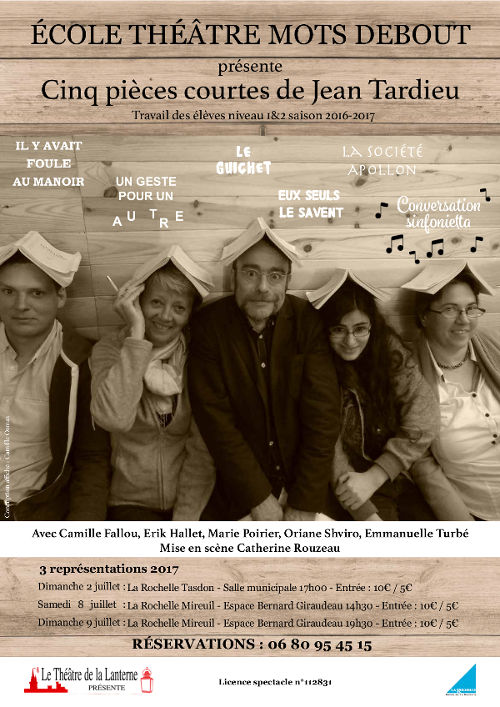 ÉCOLE THÉÂTRE MOTS DEBOUT
présente
Cinq pièces courtes de Jean Tardieu
Travail des élèves niveau 1&2 saison 2016-2017
IL Y AVAIT
FOULE
AU MANOIR
UN GESTE
POUR UN
AUTRE
LE
GUICHET
EUX SEULS
LE SAVENT
LA SOCIÉTÉ
APOLLON
Conversation
sinfonietta
Avec Camille Fallou, Erik Hallet, Marie Poirier, Oriane Shviro, Emmanuelle Turbé
Mise en scène Catherine Rouzeau
3 représentations 2017
Dimanche 2 juillet : La Rochelle Tasdon - Salle municipale 17h00 - Entrée : 10€ / 5€
Samedi 8 juillet : La Rochelle Mireuil - Espace Bernard Giraudeau 14h30 - Entrée : 10€ / 5€
Dimanche 9 juillet : La Rochelle Mireuil - Espace Bernard Giraudeau 19h30 - Entrée : 10€ / 5€
RÉSERVATIONS : 06 80 95 45 15
Le Théâtre de la Lanterne
PRÉSENTE
Licence spectacle n°112831